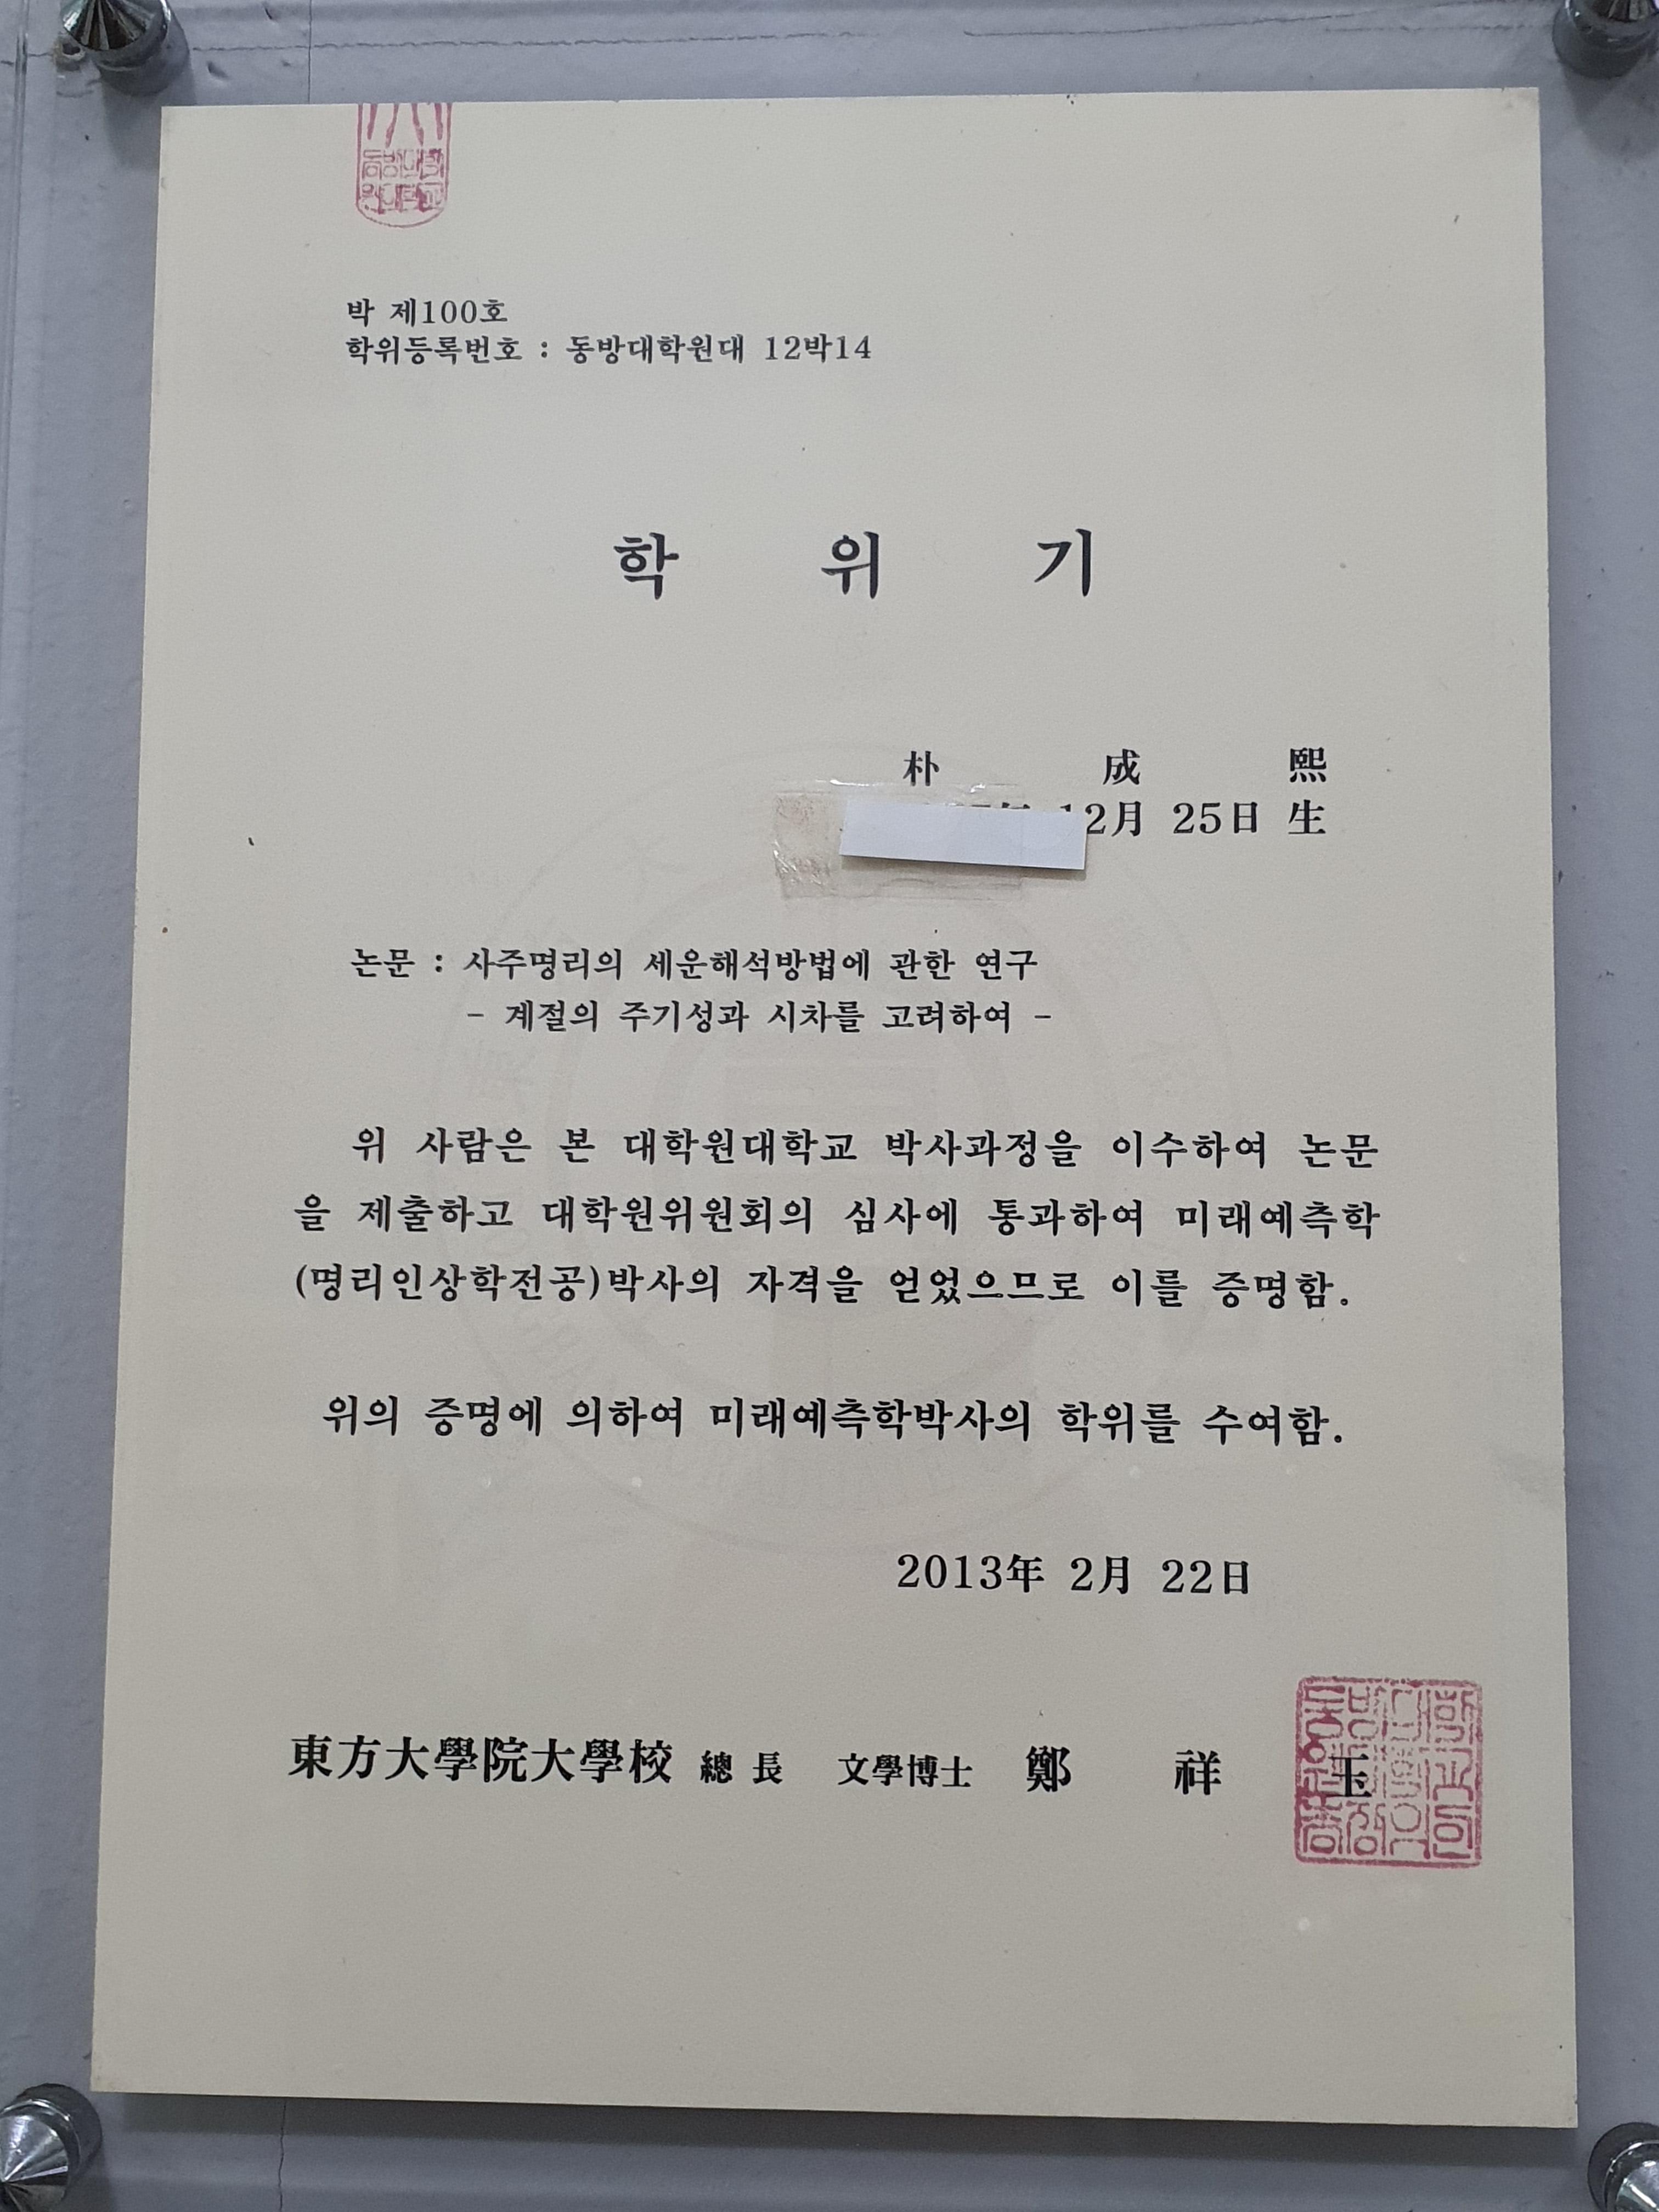 박 제100호
학위등록번호 : 동방대학원대 12박14
학 위 기
朴 成 熙
12月 25日 生
논문 : 사주명리의 세운해석방법에 관한 연구
- 계절의 주기성과 시차를 고려하여 -
위 사람은 본 대학원대학교 박사과정을 이수하여 논문
을 제출하고 대학원위원회의 심사에 통과하여 미래예측학
(명리인상학전공)박사의 자격을 얻었으므로 이를 증명함.
위의 증명에 의하여 미래예측학박사의 학위를 수여함.
2013年 2月 22日
東方大學院大學校 總長 文學博士 鄭 祥 玉